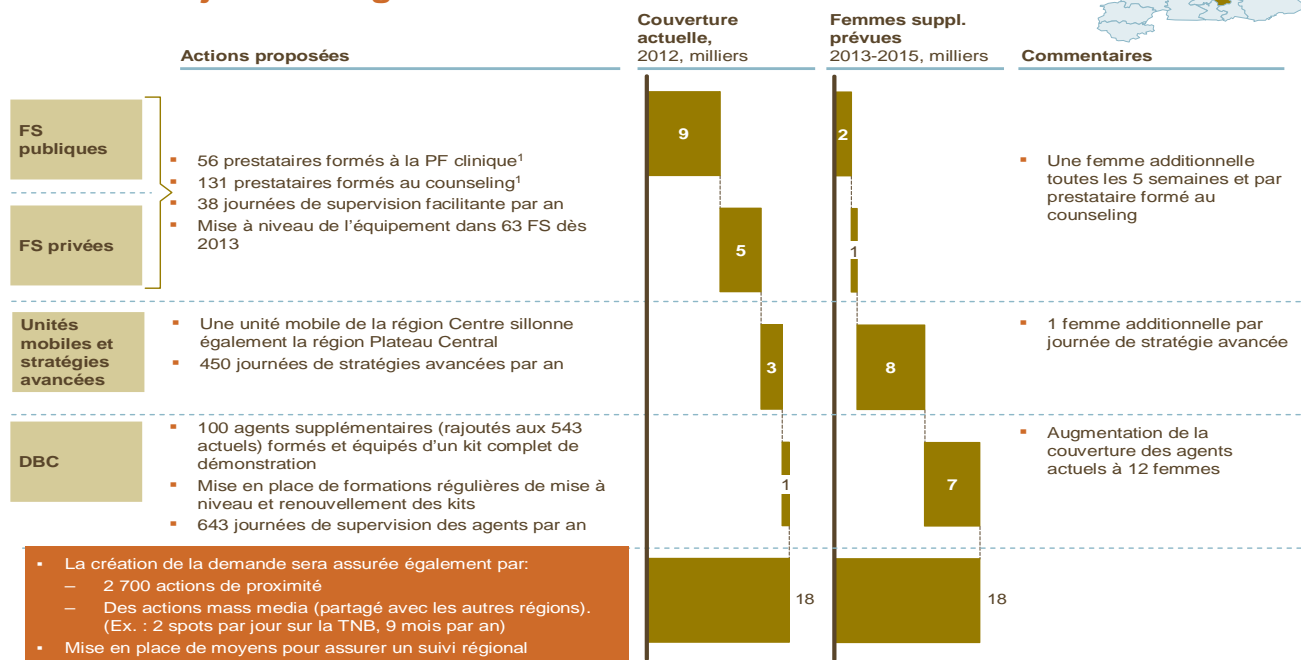 Couverture
actuelle,
2012, milliers
Femmes suppl.
prévues
2013-2015, milliers
Actions proposées
Commentaires
FS
publiques
FS privées
▪ 56 prestataires formés à la PF clinique¹
▪ 131 prestataires formés au counseling¹
▪ 38 journées de supervision facilitante par an
▪ Mise à niveau de l'équipement dans 63 FS dès
2013
9
5
2
1
▪ Une femme additionnelle
toutes les 5 semaines et par
prestataire formé au
counseling
Unités
mobiles et
stratégies
avancées
▪ Une unité mobile de la région Centre sillonne
également la région Plateau Central
▪ 450 journées de stratégies avancées par an
3
8
▪ 1 femme additionnelle par
journée de stratégie avancée
DBC
▪ 100 agents supplémentaires (rajoutés aux 543
actuels) formés et équipés d'un kit complet de
démonstration
▪ Mise en place de formations régulières de mise à
niveau et renouvellement des kits
▪ 643 journées de supervision des agents par an
1
7
▪ Augmentation de la
couverture des agents
actuels à 12 femmes
▪ La création de la demande sera assurée également par:
– 2 700 actions de proximité
– Des actions mass media (partagé avec les autres régions).
(Ex. : 2 spots par jour sur la TNB, 9 mois par an)
▪ Mise en place de moyens pour assurer un suivi régional
18
18